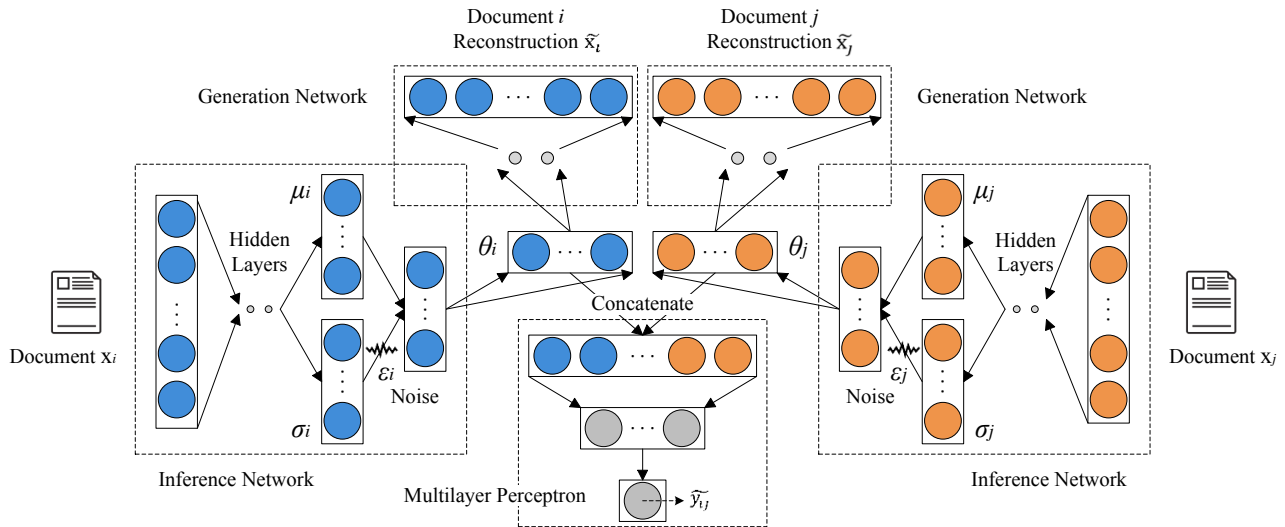 Document i
Reconstruction x̃ᵢ
Document j
Reconstruction x̃ⱼ
Generation Network
Generation Network
μᵢ
μⱼ
Hidden
Layers
θᵢ
θⱼ
Hidden
Layers
Concatenate
Document xᵢ
Document xⱼ
εᵢ
εⱼ
Noise
Noise
σᵢ
σⱼ
Inference Network
Inference Network
Multilayer Perceptron
ỹᵢⱼ